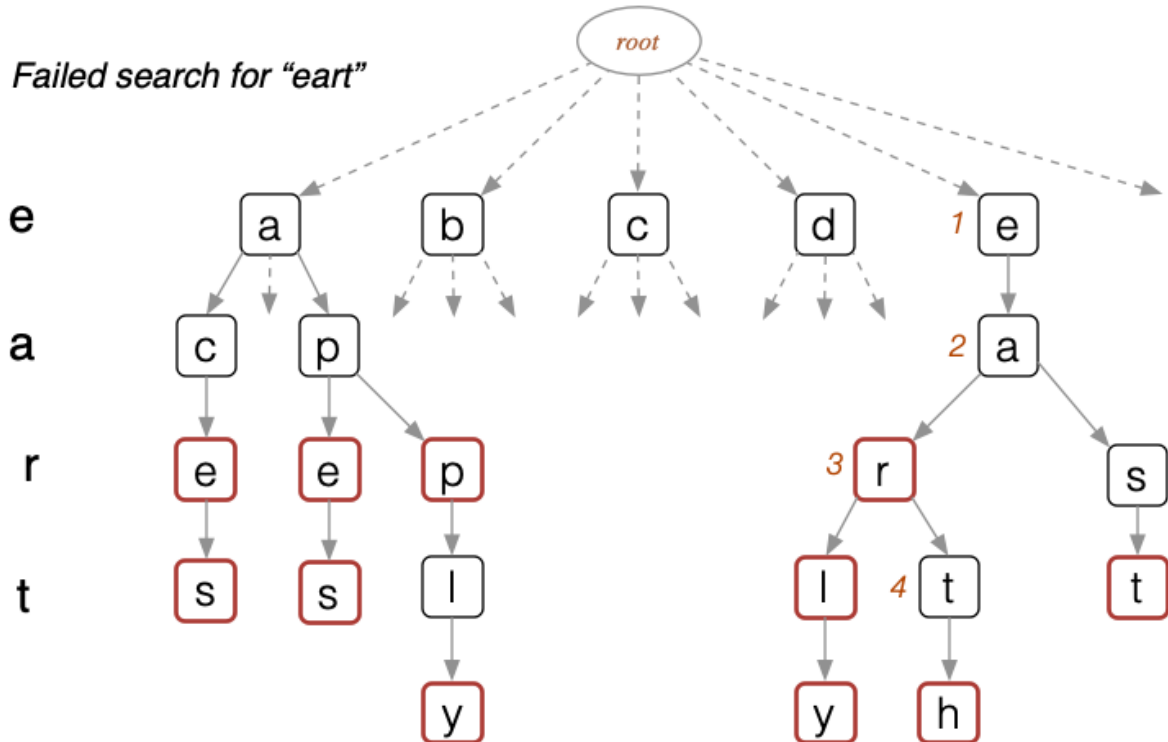 root
Failed search for “eart”
e a b c d 1 e
a c p 2 a
r e e p 3 r s
t s s l l 4 t t
y y h